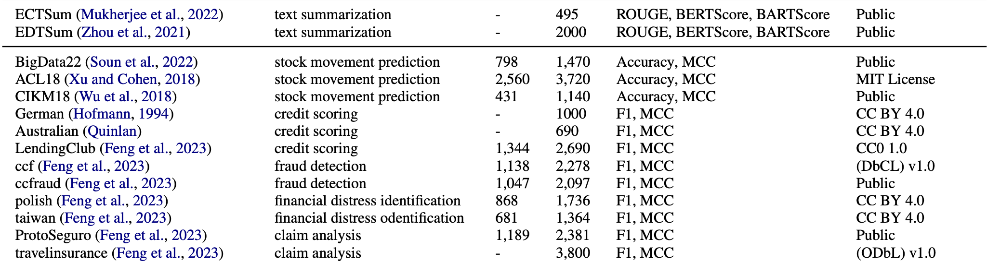 ECTSum (Mukherjee et al., 2022) text summarization - 495 ROUGE, BERTScore, BARTScore Public
EDTSum (Zhou et al., 2021) text summarization - 2000 ROUGE, BERTScore, BARTScore Public
BigData22 (Soun et al., 2022) stock movement prediction 798 1,470 Accuracy, MCC Public
ACL18 (Xu and Cohen, 2018) stock movement prediction 2,560 3,720 Accuracy, MCC MIT License
CIKM18 (Wu et al., 2018) stock movement prediction 431 1,140 Accuracy, MCC Public
German (Hofmann, 1994) credit scoring - 1000 F1, MCC CC BY 4.0
Australian (Quinlan) credit scoring - 690 F1, MCC CC BY 4.0
LendingClub (Feng et al., 2023) credit scoring 1,344 2,690 F1, MCC CC0 1.0
ccf (Feng et al., 2023) fraud detection 1,138 2,278 F1, MCC (DbCL) v1.0
ccfraud (Feng et al., 2023) fraud detection 1,047 2,097 F1, MCC Public
polish (Feng et al., 2023) financial distress identification 868 1,736 F1, MCC CC BY 4.0
taiwan (Feng et al., 2023) financial distress odentification 681 1,364 F1, MCC CC BY 4.0
ProtoSeguro (Feng et al., 2023) claim analysis 1,189 2,381 F1, MCC Public
travelinsurance (Feng et al., 2023) claim analysis - 3,800 F1, MCC (ODbL) v1.0